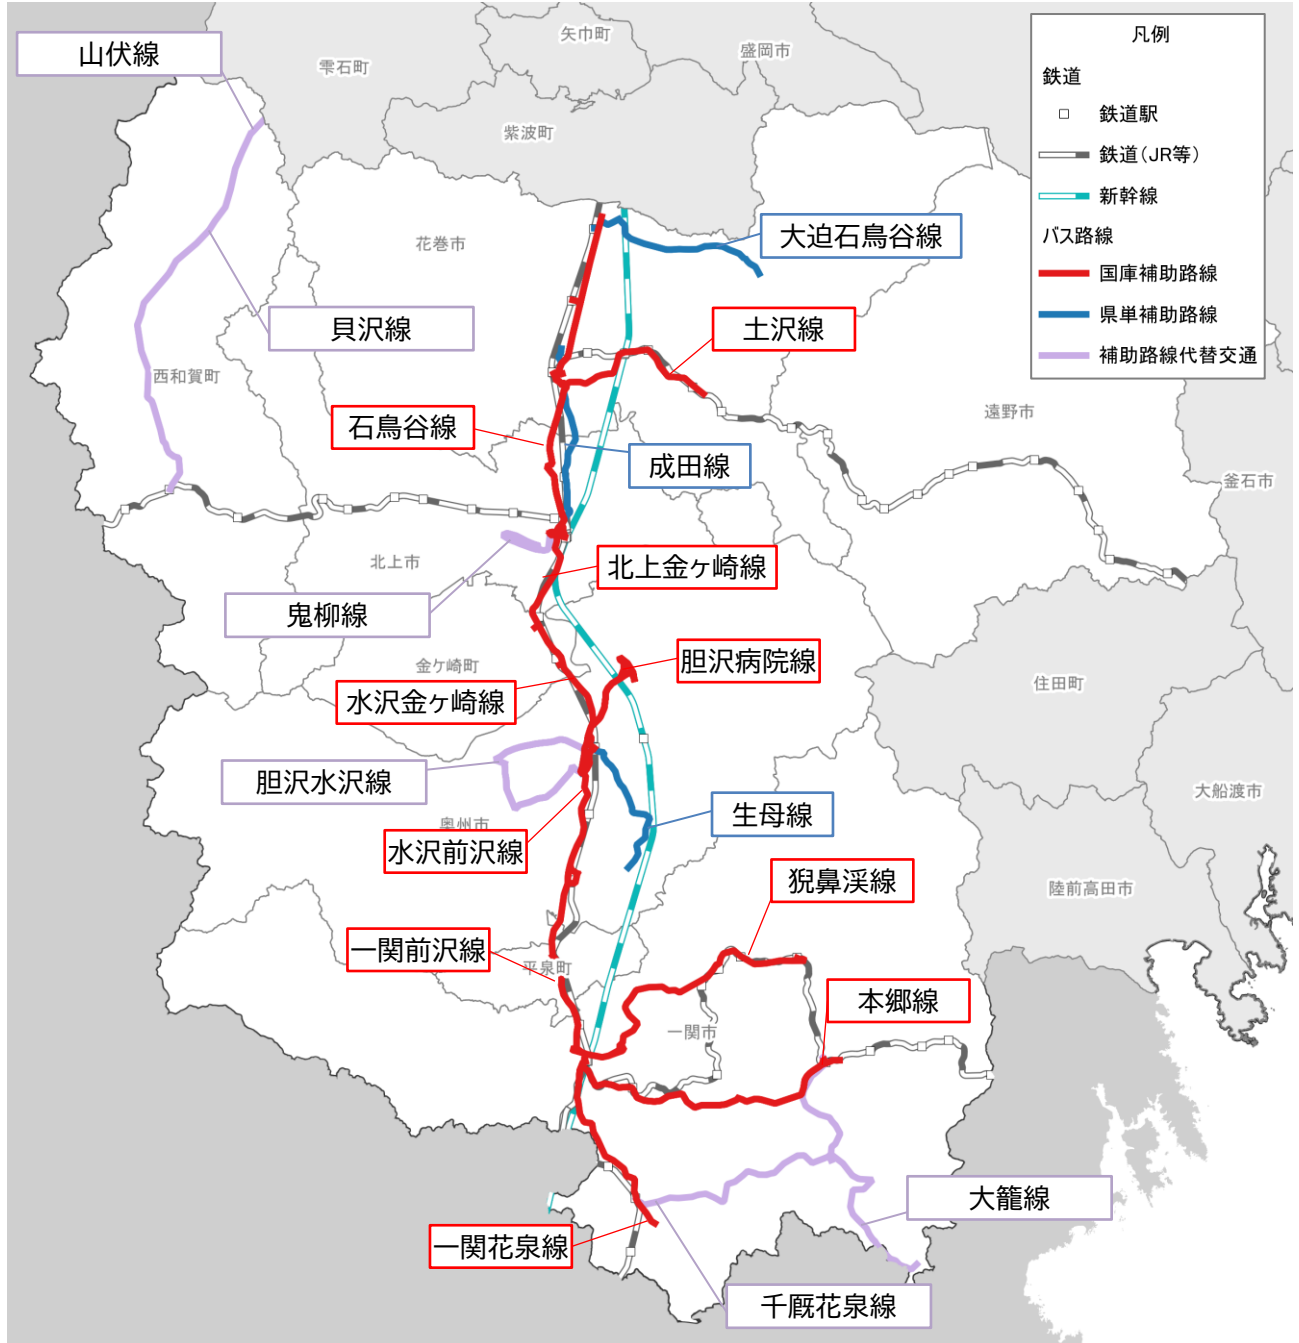 山伏線
矢巾町
盛岡市
雫石町
紫波町
凡例
鉄道
鉄道駅
鉄道(JR等)
新幹線
バス路線
国庫補助路線
県単補助路線
補助路線代替交通
花巻市
大迫石鳥谷線
貝沢線
土沢線
西和賀町
遠野市
石鳥谷線
成田線
釜石市
北上市
北上金ヶ崎線
鬼柳線
金ケ崎町
胆沢病院線
住田町
水沢金ヶ崎線
胆沢水沢線
大船渡市
奥州市
生母線
水沢前沢線
猊鼻渓線
陸前高田市
一関前沢線
平泉町
本郷線
一関市
大籠線
一関花泉線
千厩花泉線